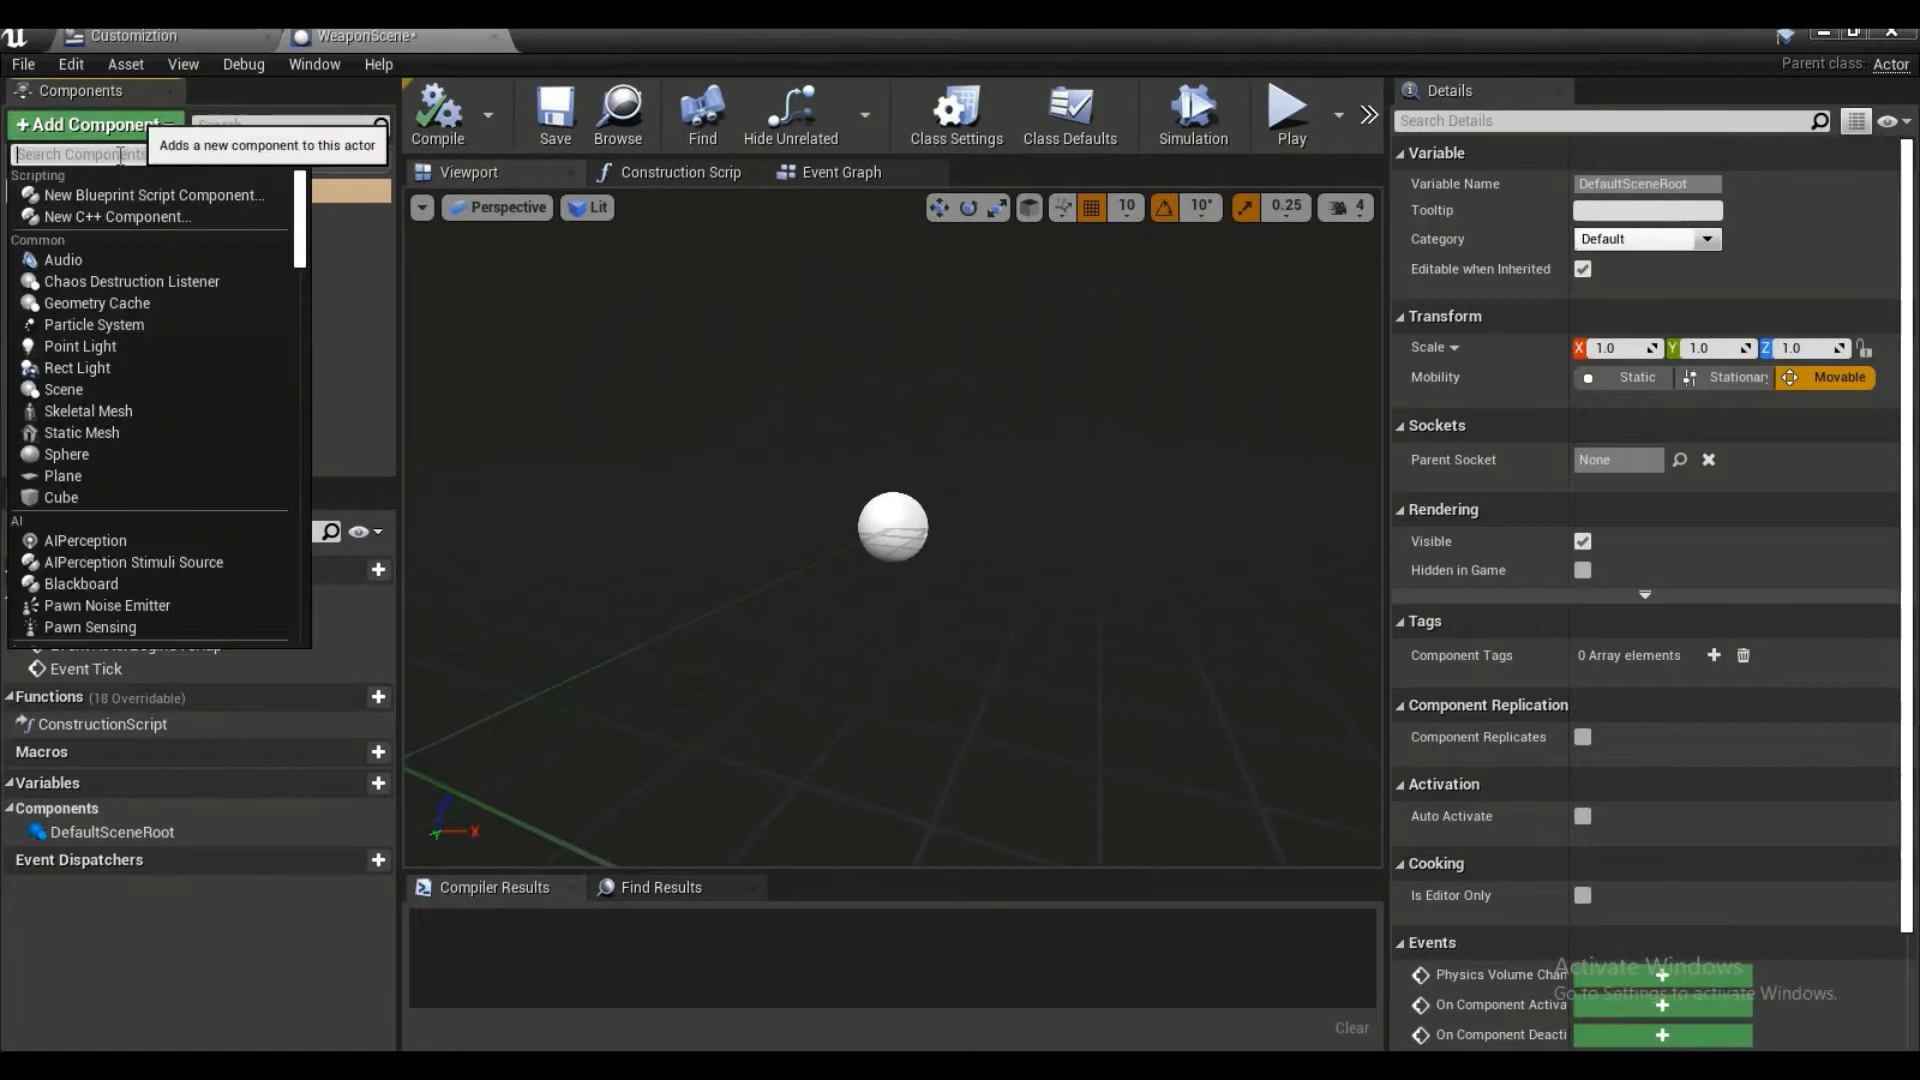 Customiztion
WeaponScene*
File Edit Asset View Debug Window Help
Parent class: Actor
Components
+Add Component
Search
Adds a new component to this actor
Search Components
Scripting
New Blueprint Script Component...
New C++ Component...
Common
Audio
Chaos Destruction Listener
Geometry Cache
Particle System
Point Light
Rect Light
Scene
Skeletal Mesh
Static Mesh
Sphere
Plane
Cube
AI
AIPerception
AIPerception Stimuli Source
Blackboard
Pawn Noise Emitter
Pawn Sensing
Event Tick
Functions (18 Overridable)
ConstructionScript
Macros
Variables
Components
DefaultSceneRoot
Event Dispatchers
Compile Save Browse Find Hide Unrelated Class Settings Class Defaults Simulation Play
Viewport Construction Scrip Event Graph
Perspective Lit 10 10° 0.25 4
Z
X
Y
Compiler Results Find Results
Clear
Details
Search Details
Variable
Variable Name DefaultSceneRoot
Tooltip
Category Default
Editable when Inherited
Transform
Scale X 1.0 Y 1.0 Z 1.0
Mobility Static Stationar Movable
Sockets
Parent Socket None
Rendering
Visible
Hidden in Game
Tags
Component Tags 0 Array elements
Component Replication
Component Replicates
Activation
Auto Activate
Cooking
Is Editor Only
Events
Physics Volume Chan
On Component Activa
On Component Deacti
Activate Windows
Go to Settings to activate Windows.